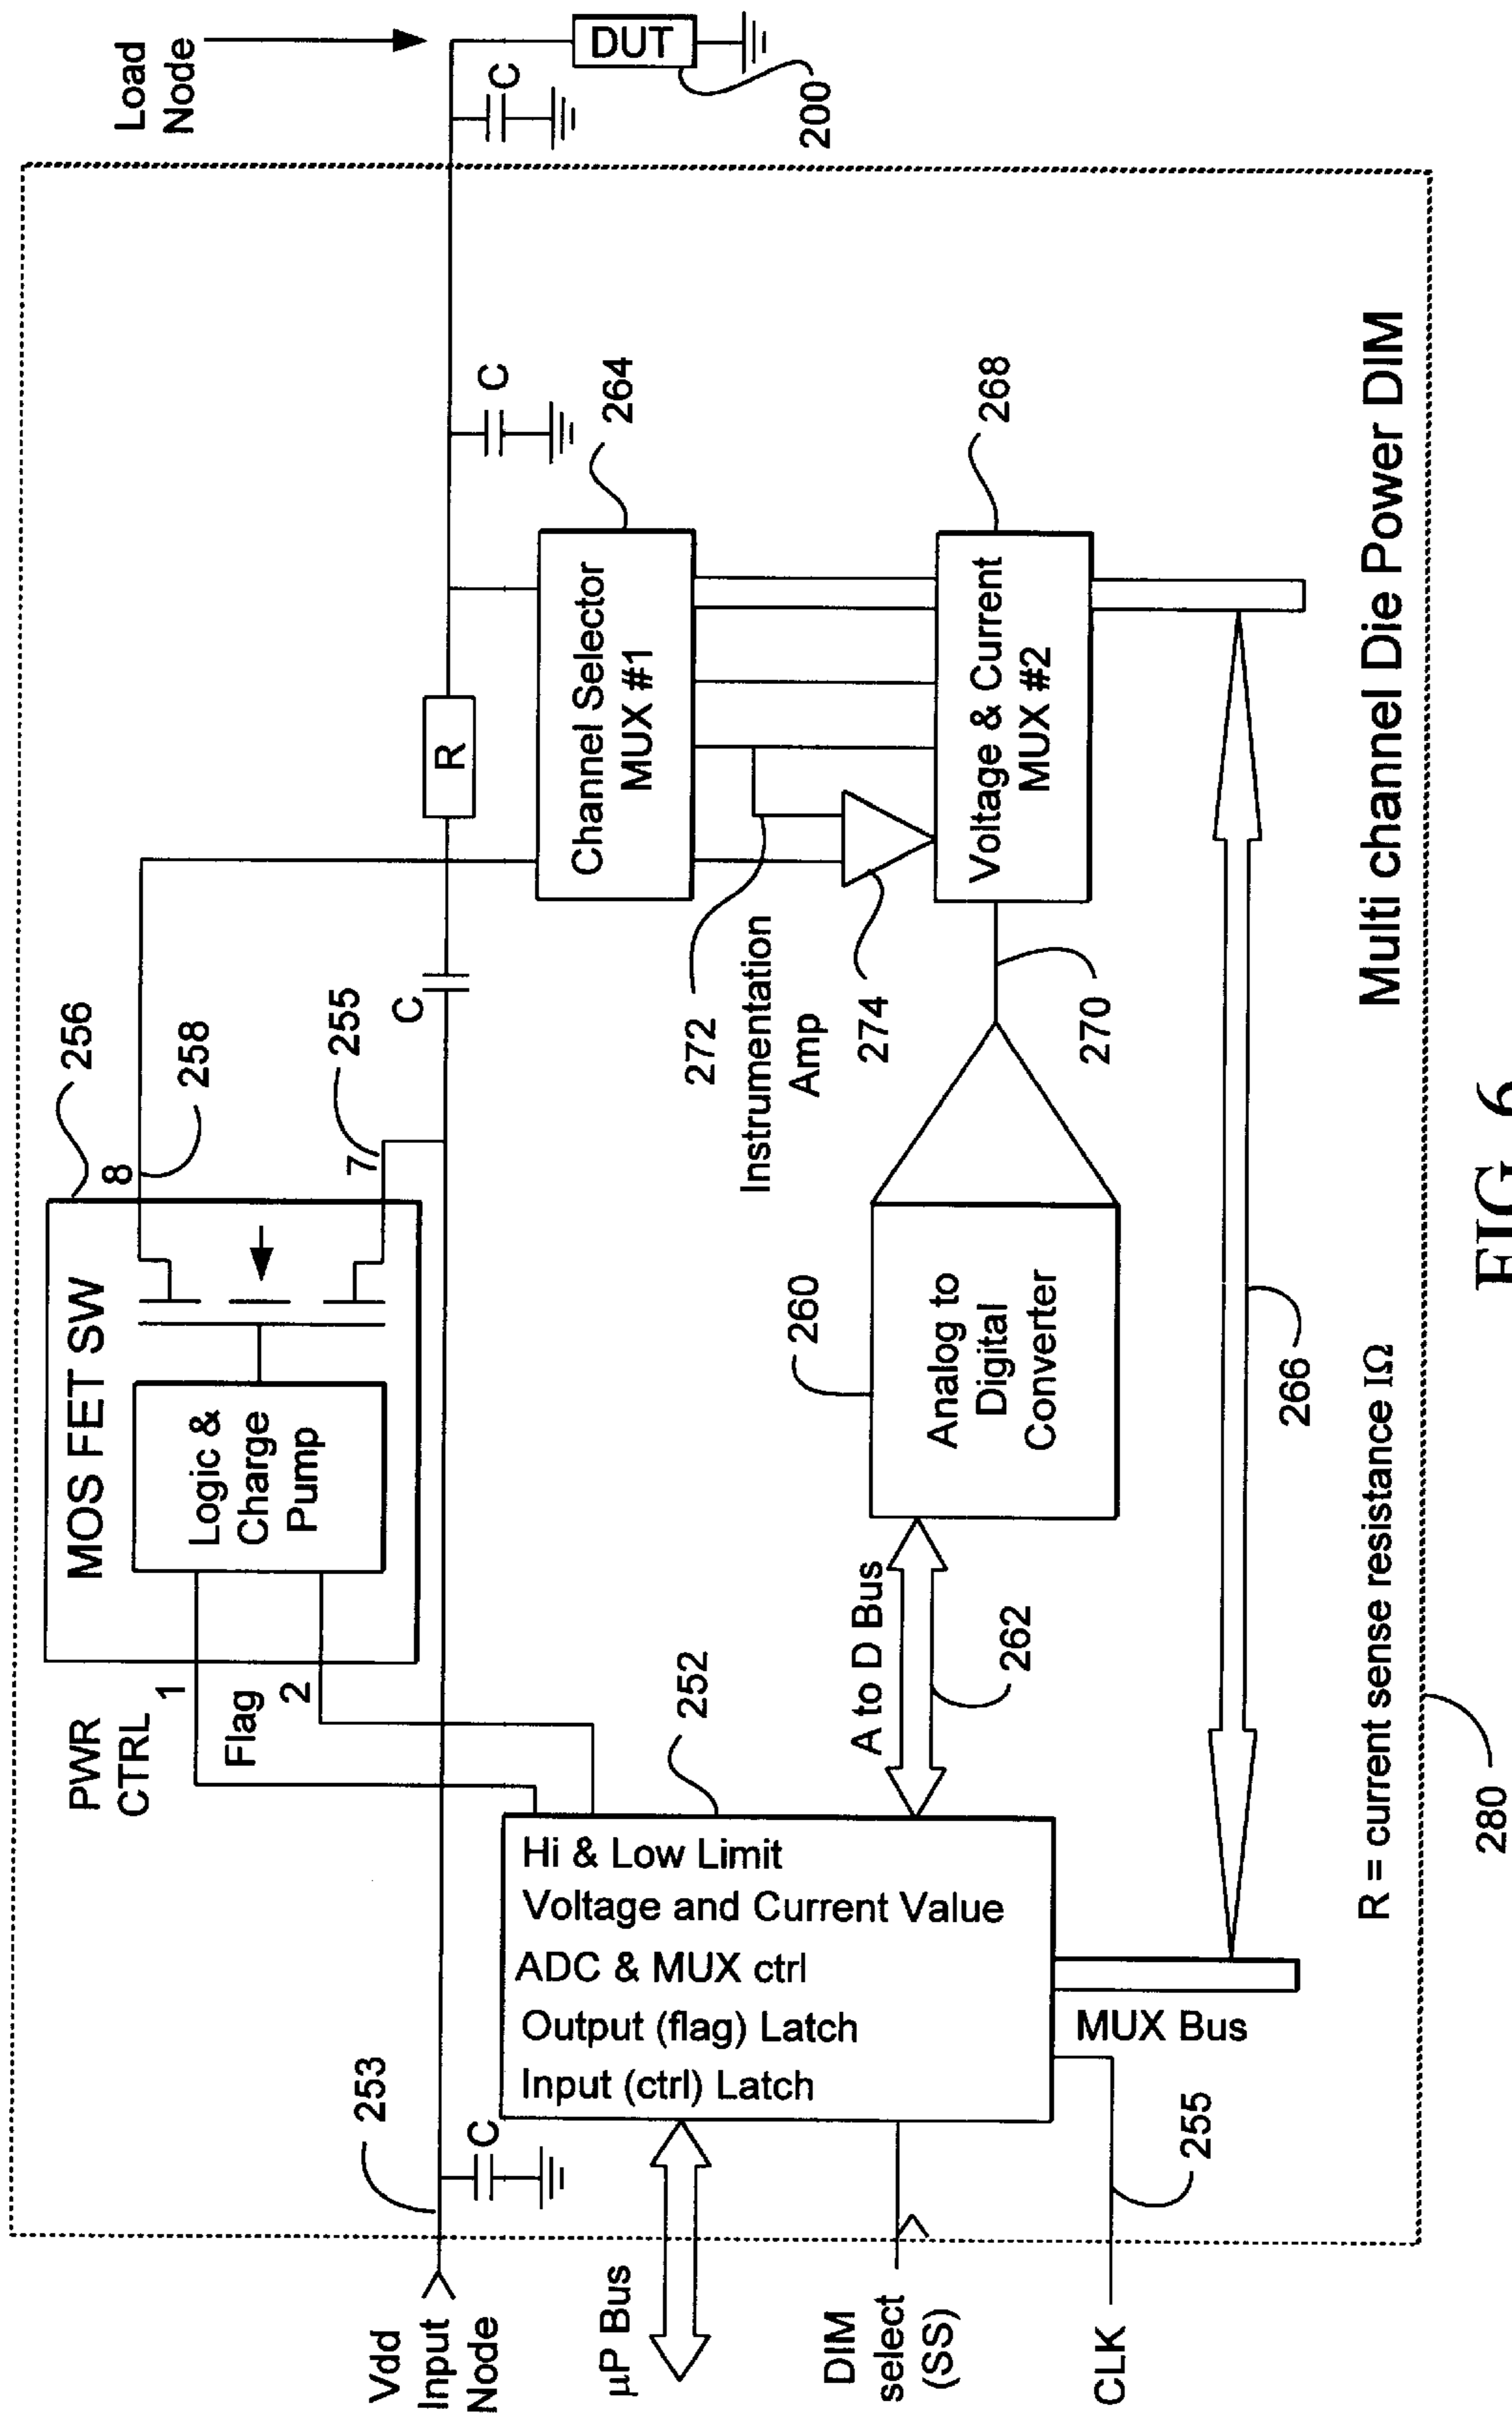 Load
Node
DUT
C
200
C
264
268
256
258
255
8
7
MOS FET SW
Logic &
Charge
Pump
PWR
CTRL
1
Flag
2
C
R
Channel Selector
MUX #1
Voltage & Current
MUX #2
272
Instrumentation
Amp
274
270
260
Analog to
Digital
Converter
A to D Bus
262
266
252
Hi & Low Limit
Voltage and Current Value
ADC & MUX ctrl
Output (flag) Latch
Input (ctrl) Latch
MUX Bus
253
C
255
Vdd
Input
Node
µP Bus
DIM
select
(SS)
CLK
R = current sense resistance IΩ
Multi channel Die Power DIM
280